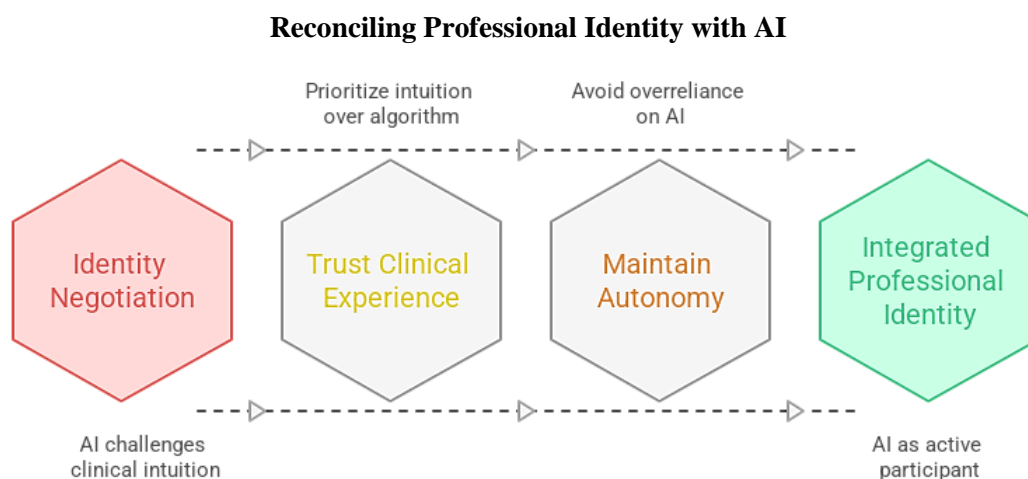 Reconciling Professional Identity with AI
Prioritize intuition
over algorithm
Avoid overreliance
on AI
Identity
Negotiation
Trust Clinical
Experience
Maintain
Autonomy
Integrated
Professional
Identity
AI challenges
clinical intuition
AI as active
participant